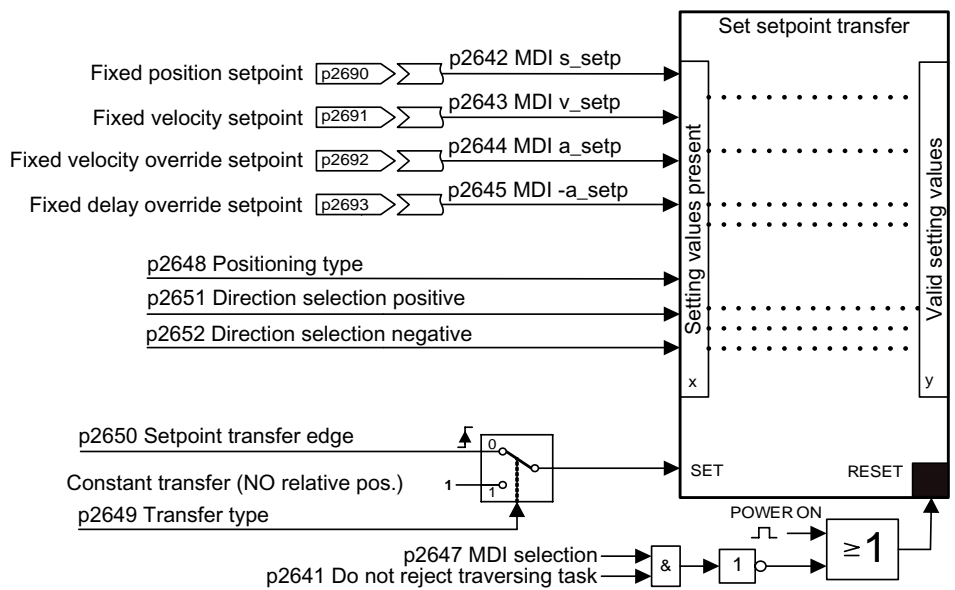 Set setpoint transfer
Fixed position setpoint p2690 p2642 MDI s_setp
Fixed velocity setpoint p2691 p2643 MDI v_setp
Fixed velocity override setpoint p2692 p2644 MDI a_setp
Fixed delay override setpoint p2693 p2645 MDI -a_setp
Setting values present
Valid setting values
p2648 Positioning type
p2651 Direction selection positive
p2652 Direction selection negative
x y
p2650 Setpoint transfer edge 0
SET RESET
Constant transfer (NO relative pos.) 1 1
p2649 Transfer type
POWER ON
≥1
p2647 MDI selection
& 1
p2641 Do not reject traversing task